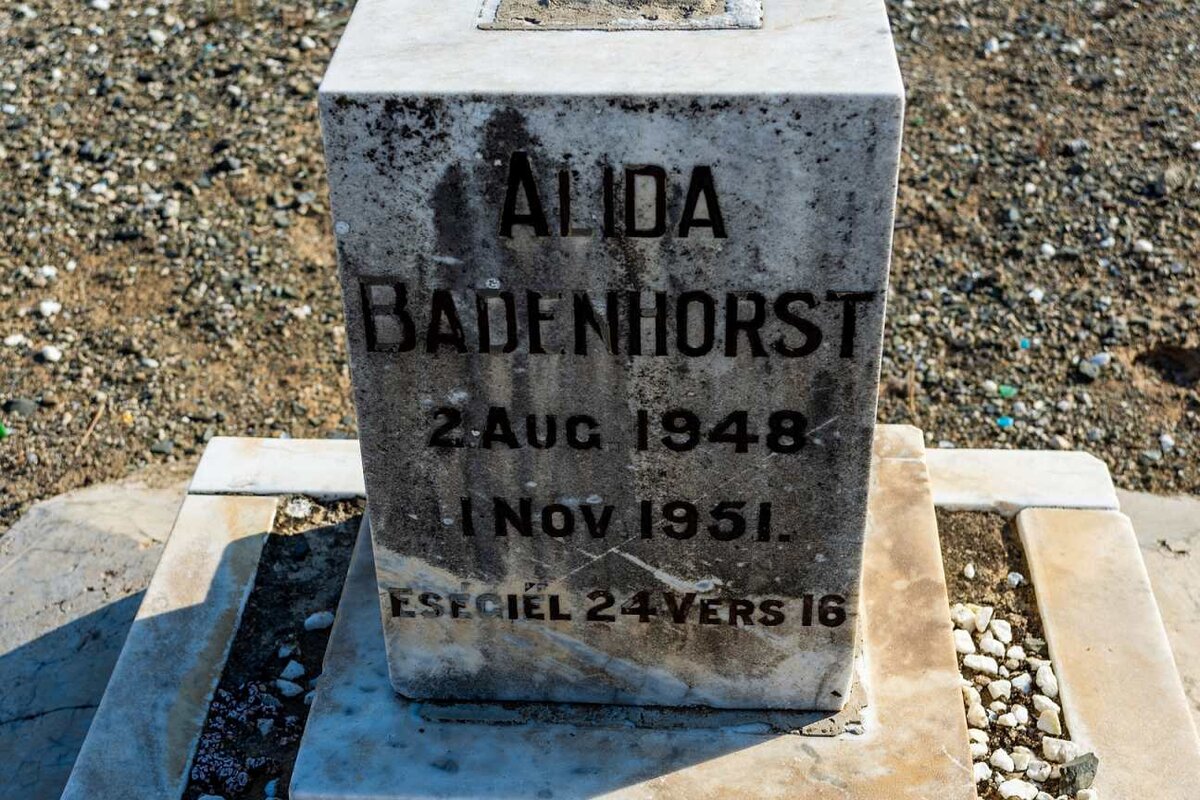 ALIDA
BADENHORST
2 AUG 1948
1 NOV 1951.
ESEGIËL 24 VERS 16